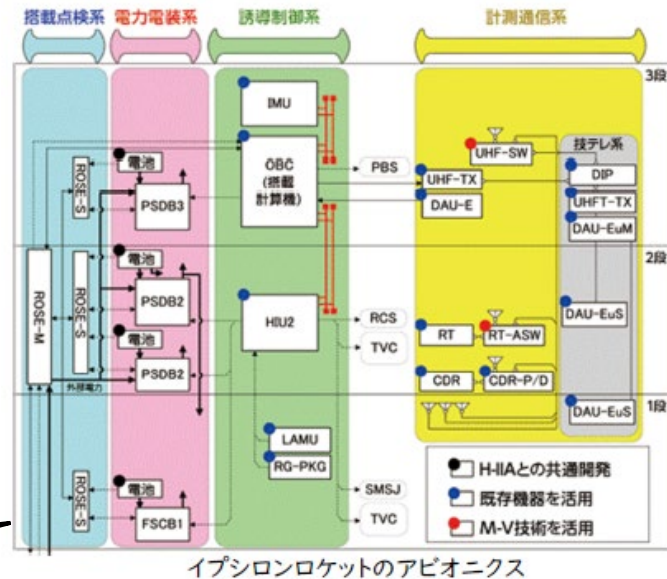 搭載点検系
電力電装系
誘導制御系
計測通信系
3段
IMU
技テレ系
UHF-SW
電池
OBC
(搭載
計算機)
PBS
UHF-TX
DIP
ROSE-S
PSDB3
DAU-E
UHFT-TX
DAU-EuM
2段
電池
ROSE-M
ROSE-S
PSDB2
HIU2
RCS
DAU-EuS
RT
RT-ASW
電池
TVC
PSDB2
CDR
CDR-P/D
外部電力
1段
DAU-EuS
LAMU
RG-PKG
電池
ROSE-S
FSCB1
SMSJ
TVC
H-IIAとの共通開発
既存機器を活用
M-V技術を活用
イプシロンロケットのアビオニクス